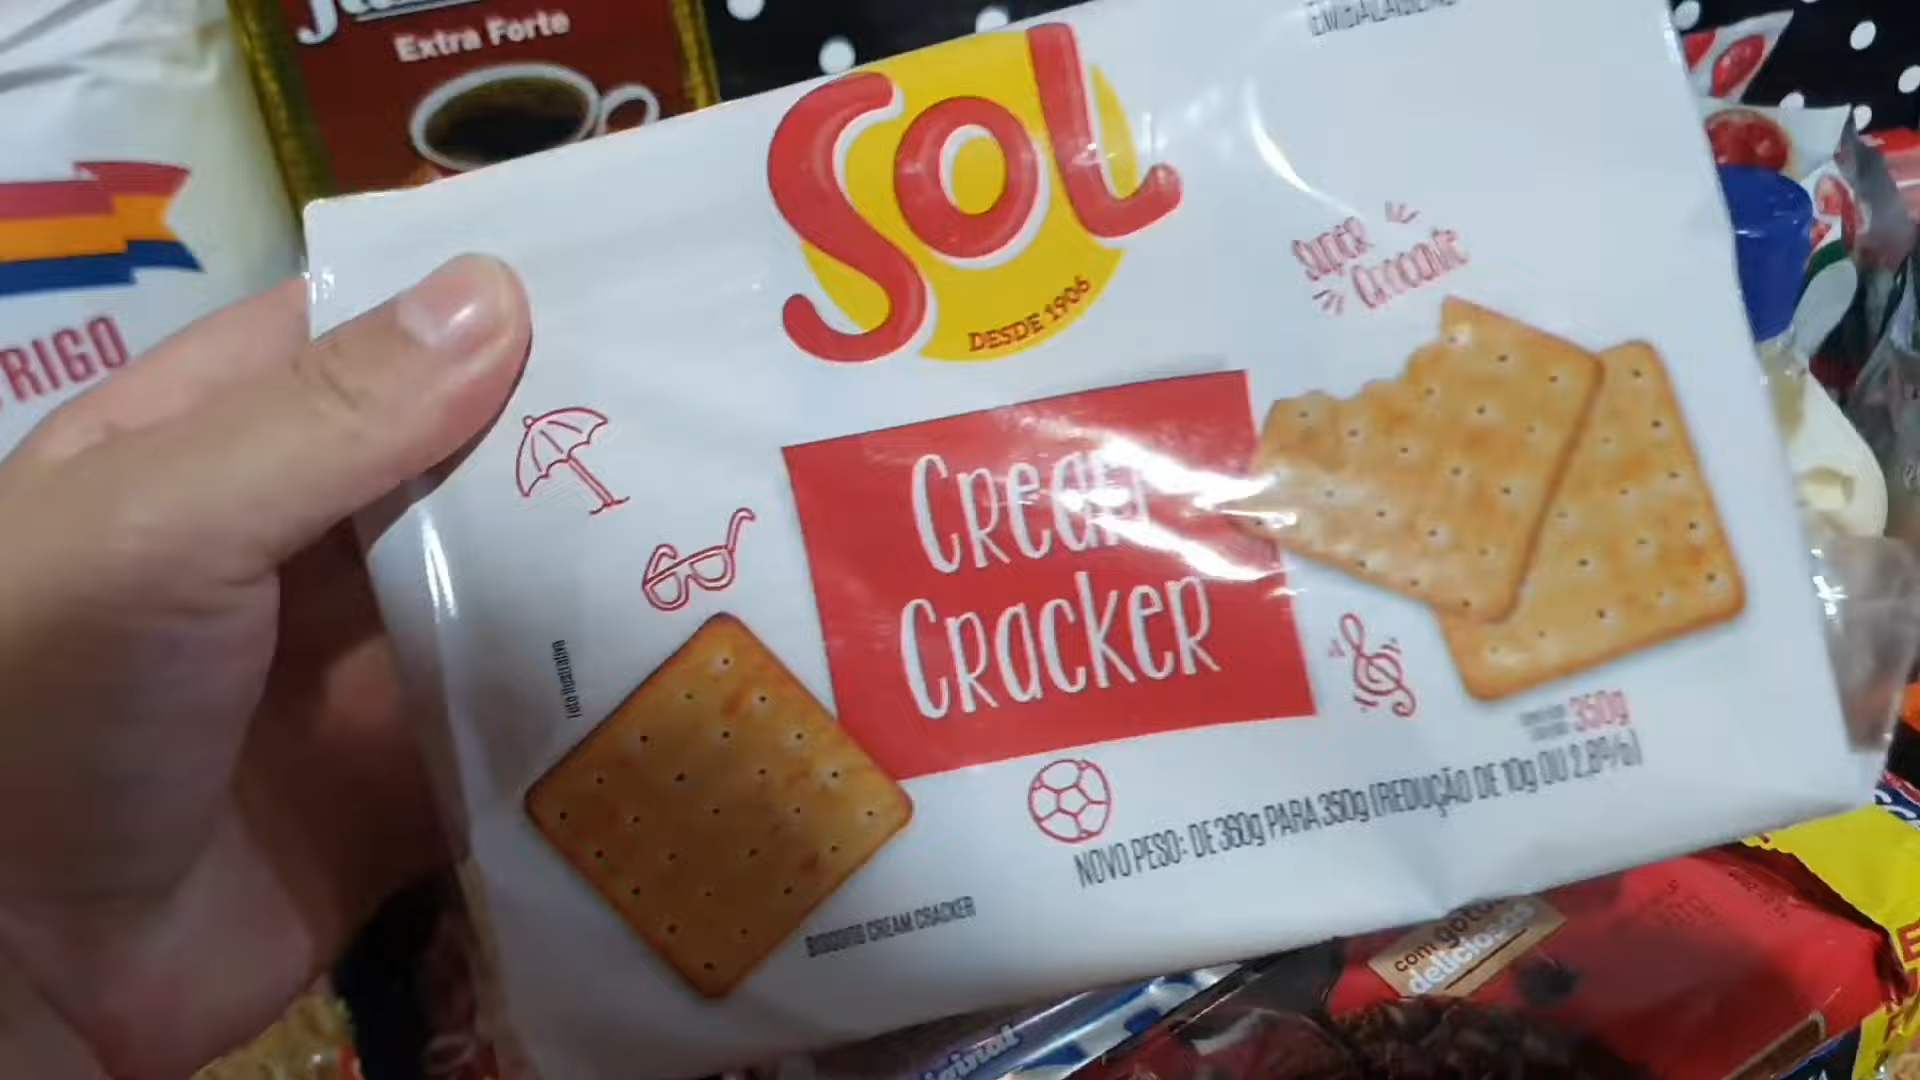 Extra Forte
SOL
DESDE 1906
SUPER
CROCANTE
TRIGO
CREAM
CRACKER
Foto ilustrativa
350g
NOVO PESO: DE 360g PARA 350g (REDUÇÃO DE 10g OU 2,8%)
BISCOITO CREAM CRACKER
com gotas
deliciosas